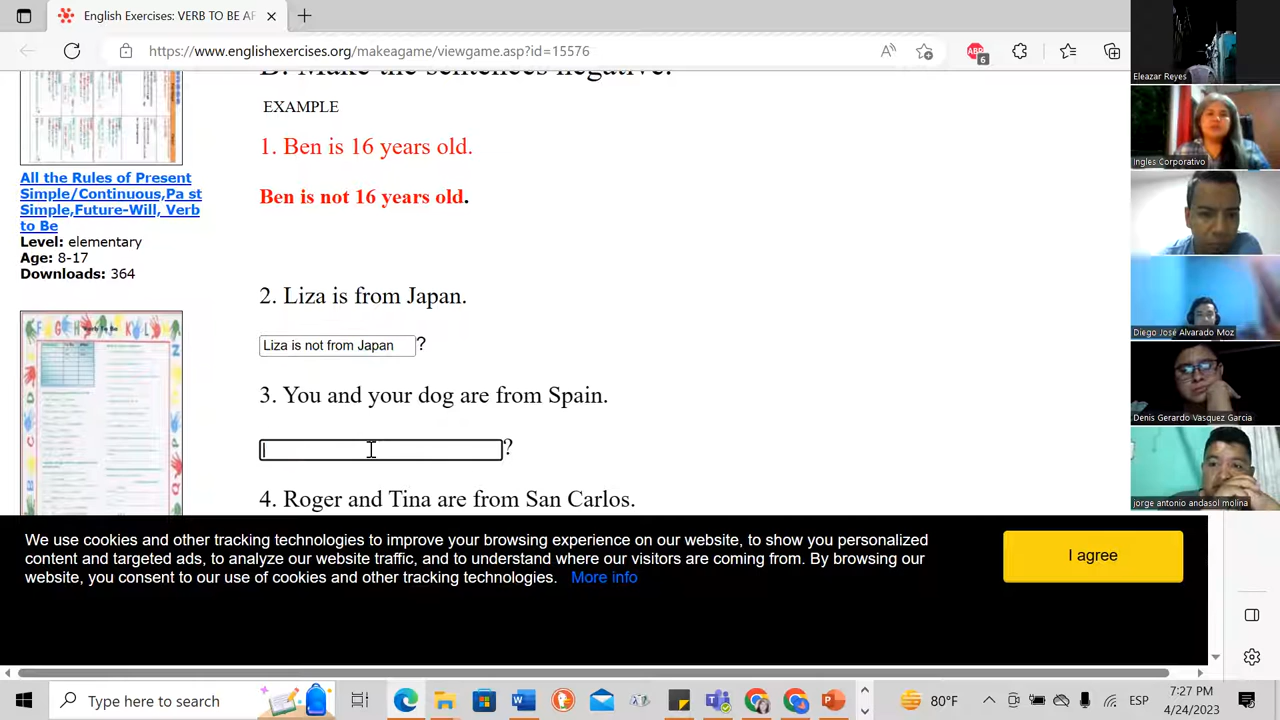 English Exercises: VERB TO BE AF
https://www.englishexercises.org/makeagame/viewgame.asp?id=15576
6
B. Make the sentences negative.
EXAMPLE
1. Ben is 16 years old.
Ben is not 16 years old.
2. Liza is from Japan.
Liza is not from Japan ?
3. You and your dog are from Spain.
?
4. Roger and Tina are from San Carlos.
All the Rules of Present
Simple/Continuous,Pa st
Simple,Future-Will, Verb
to Be
Level: elementary
Age: 8-17
Downloads: 364
We use cookies and other tracking technologies to improve your browsing experience on our website, to show you personalized
content and targeted ads, to analyze our website traffic, and to understand where our visitors are coming from. By browsing our
website, you consent to our use of cookies and other tracking technologies. More info
I agree
Eleazar Reyes
Ingles Corporativo
Diego José Alvarado Moz
Denis Gerardo Vasquez Garcia
jorge antonio andasol molina
Type here to search
80°F
ESP
7:27 PM
4/24/2023